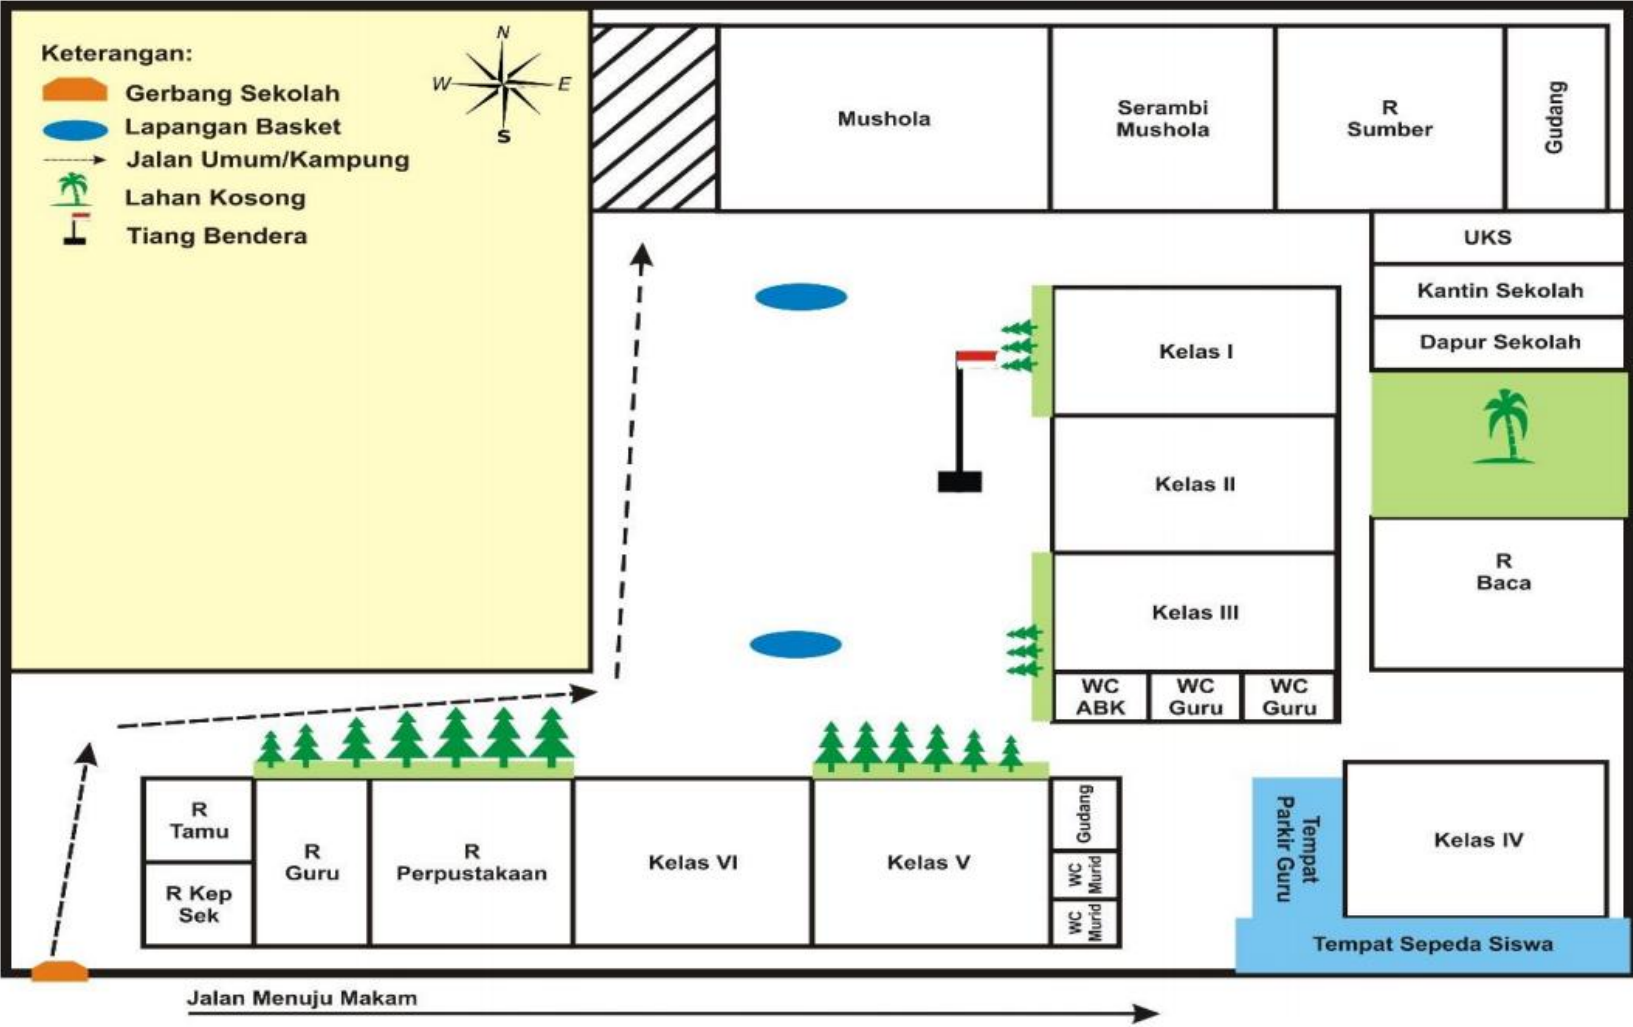 Keterangan:
Gerbang Sekolah
Lapangan Basket
Jalan Umum/Kampung
Lahan Kosong
Tiang Bendera
N
W
E
S
Mushola
Serambi
Mushola
R
Sumber
Gudang
UKS
Kantin Sekolah
Dapur Sekolah
Kelas I
Kelas II
Kelas III
R
Baca
WC
ABK
WC
Guru
WC
Guru
R
Tamu
R Kep
Sek
R
Guru
R
Perpustakaan
Kelas VI
Kelas V
Gudang
WC
Murid
WC
Murid
Tempat
Parkir Guru
Kelas IV
Tempat Sepeda Siswa
Jalan Menuju Makam